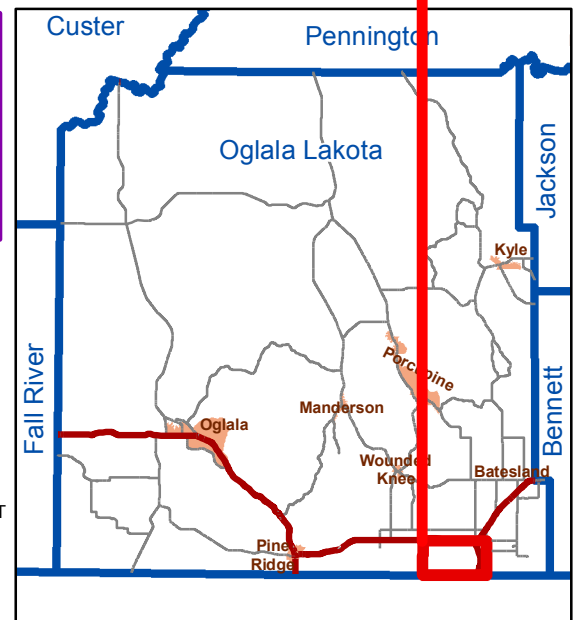 Custer
Pennington
Oglala Lakota
Jackson
Kyle
Porcupine
Fall River
Manderson
Oglala
Bennett
Wounded
Knee
Batesland
T
Pine
Ridge